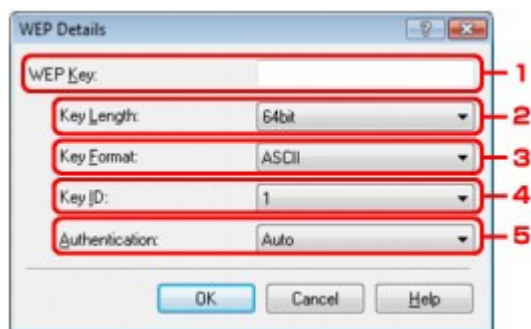 WEP Details
WEP Key: 1
Key Length: 64bit 2
Key Format: ASCII 3
Key ID: 1 4
Authentication: Auto 5
OK Cancel Help